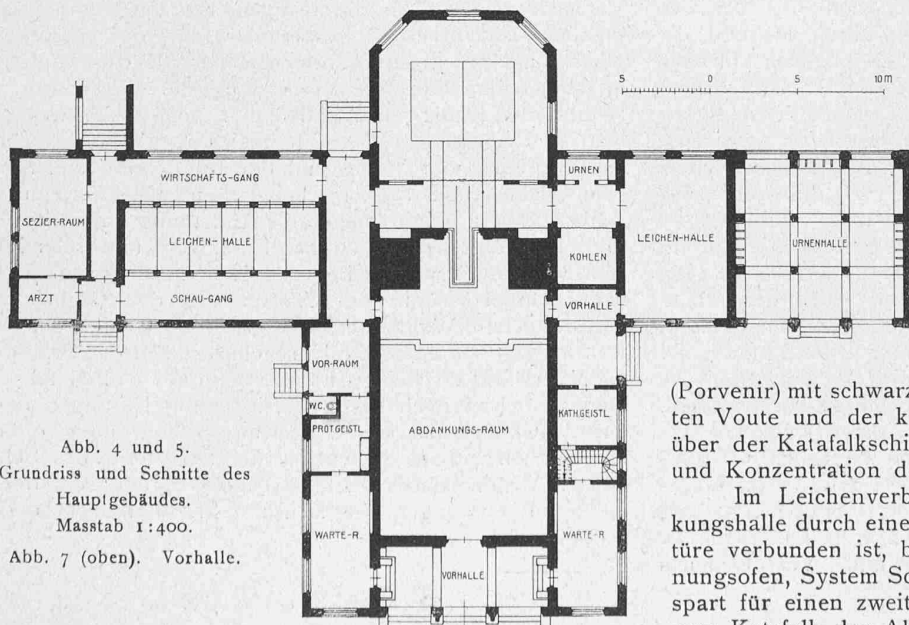 5 0 5 10 m
URNEN
WIRTSCHAFTS-GANG
SEZIER-RAUM
LEICHEN-HALLE
LEICHEN-HALLE
URNENHALLE
KOHLEN
ARZT
SCHAU-GANG
VORHALLE
VOR-RAUM
W.C.
PROT.GEISTL.
ABDANKUNGS-RAUM
KATH.GEISTL.
WARTE-R.
WARTE-R.
VORHALLE
Abb. 4 und 5.
Grundriss und Schnitte des
Hauptgebäudes.
Masstab 1:400.
Abb. 7 (oben). Vorhalle.
(Porvenir) mit schwarz
ten Voute und der k
über der Katafalkschi
und Konzentration d
Im Leichenverb
kungshalle durch eine
türe verbunden ist, b
nungsofen, System Sc
spart für einen zweit